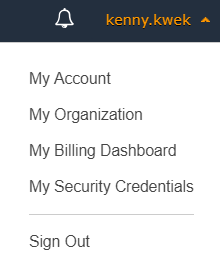 kenny.kwek
My Account
My Organization
My Billing Dashboard
My Security Credentials
Sign Out